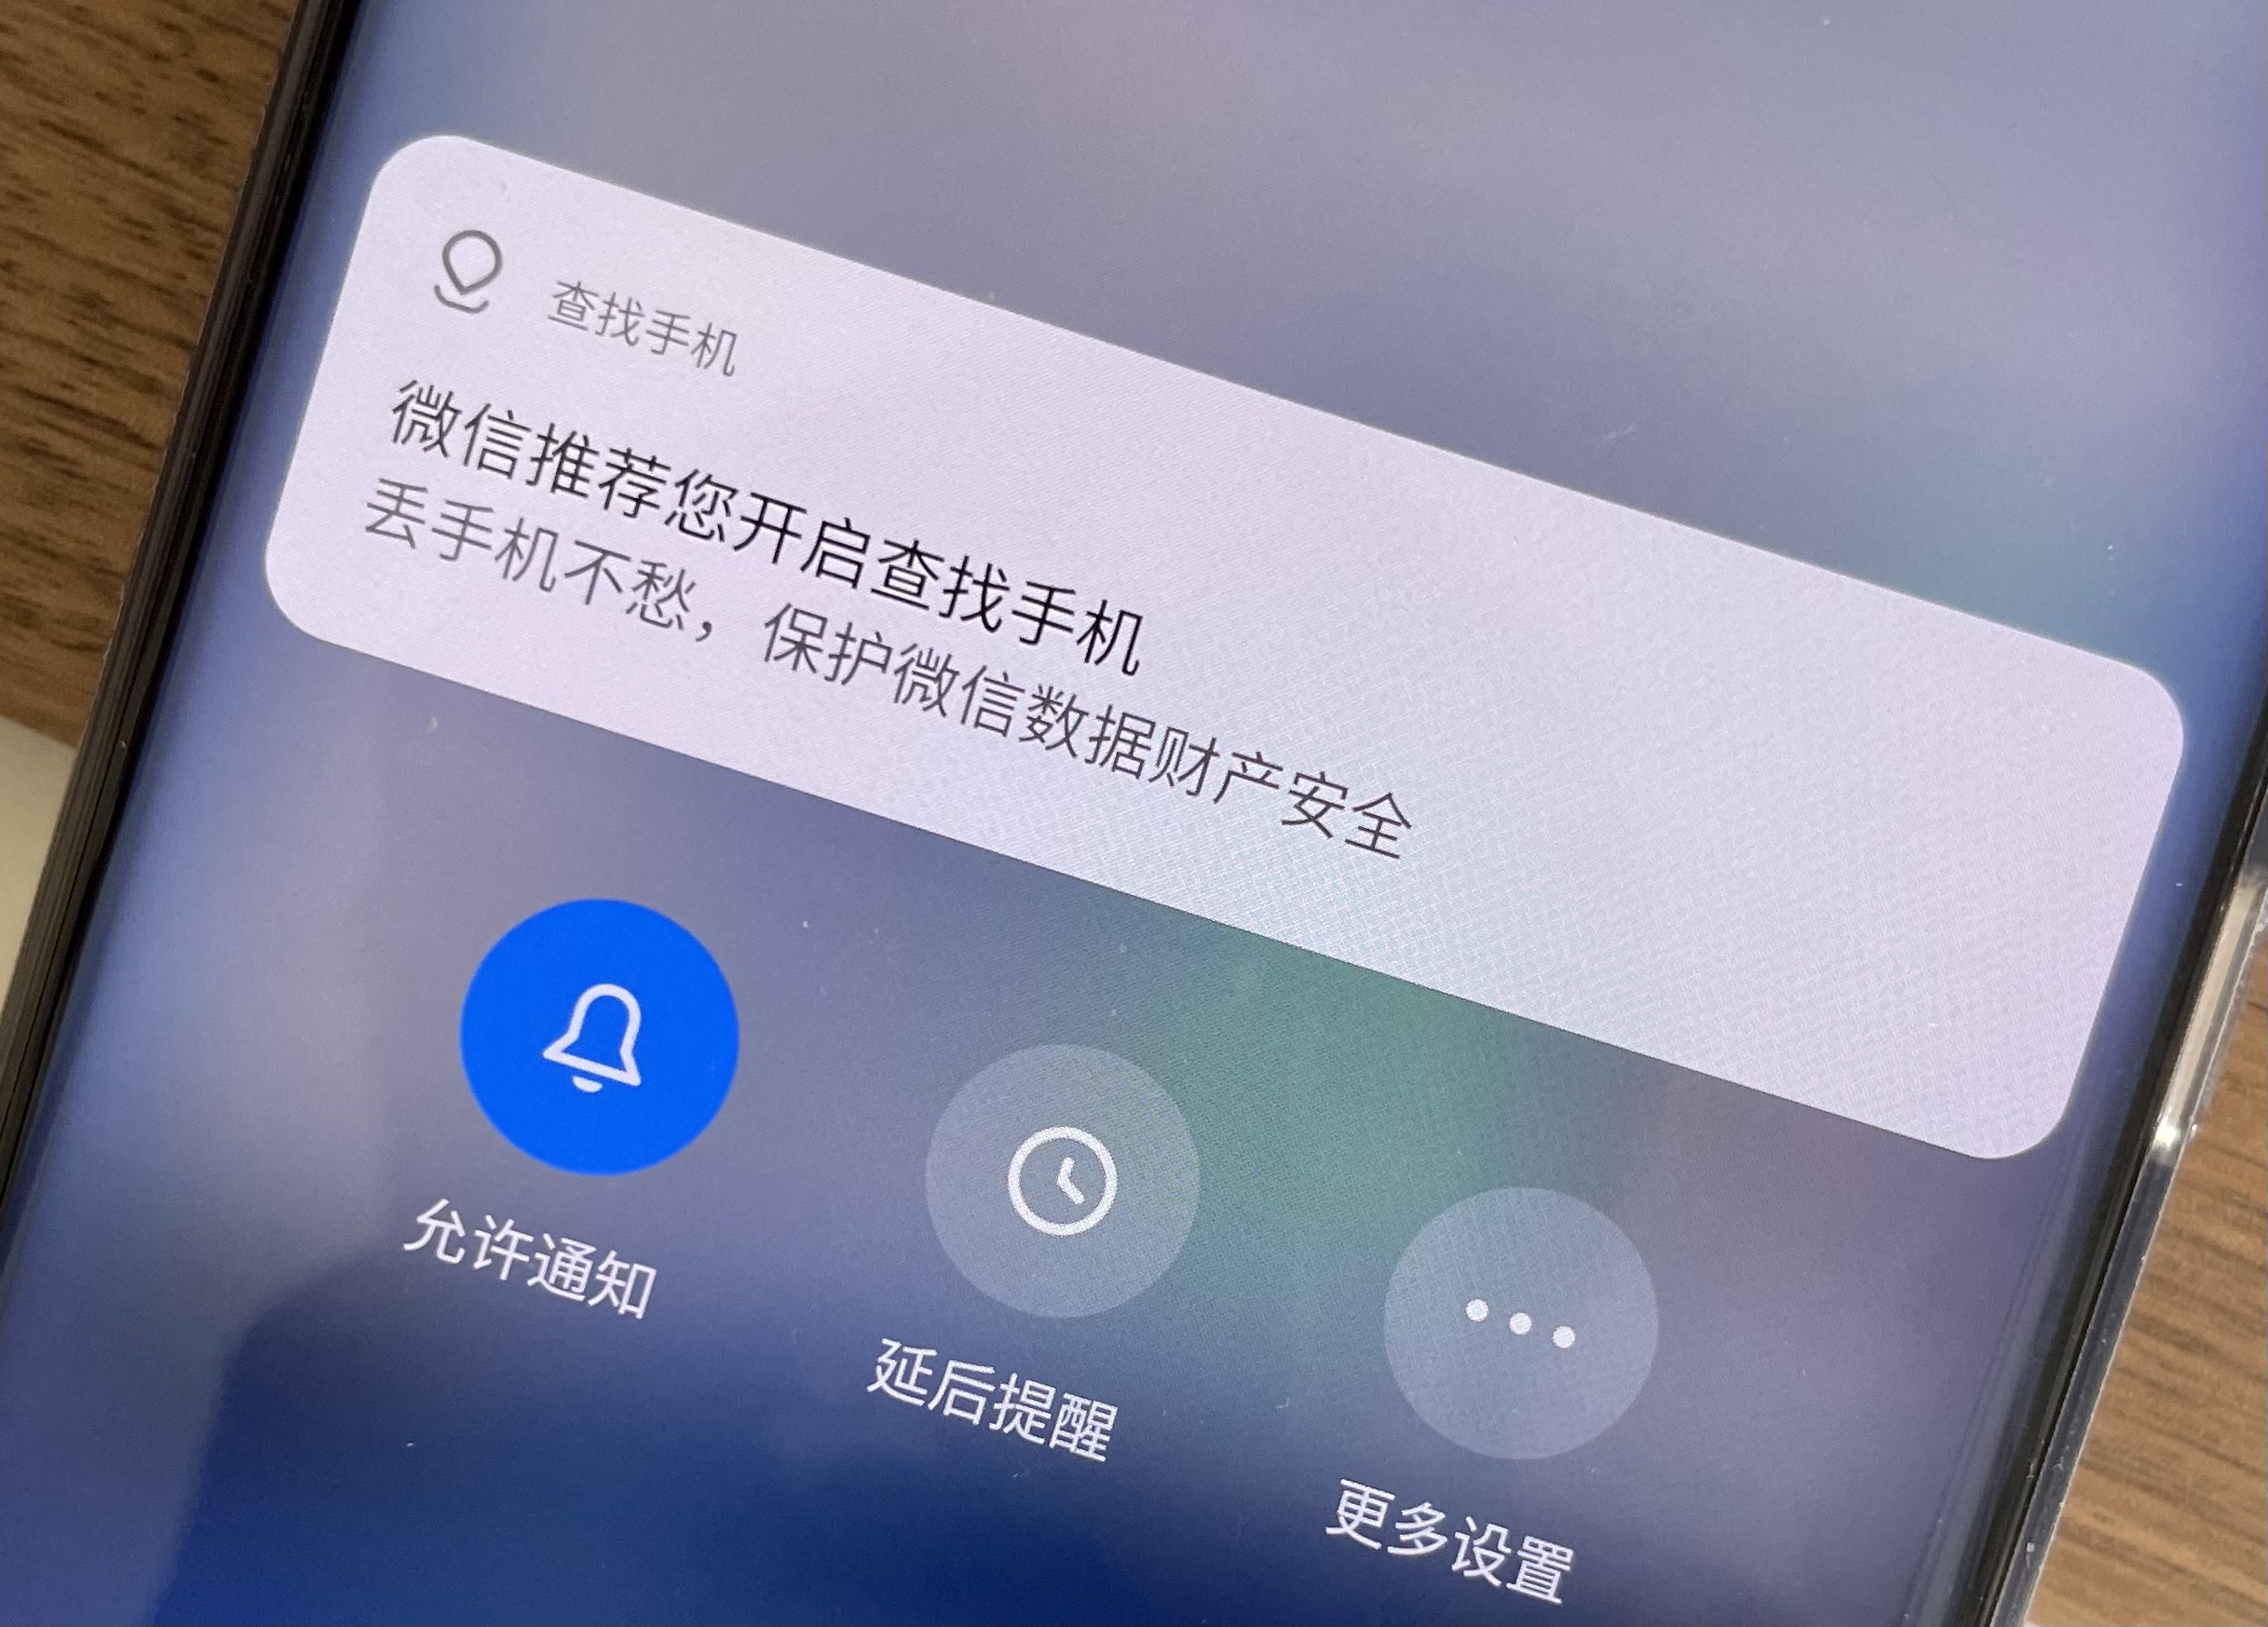 查找手机
微信推荐您开启查找手机
丢手机不愁，保护微信数据财产安全
允许通知
延后提醒
更多设置